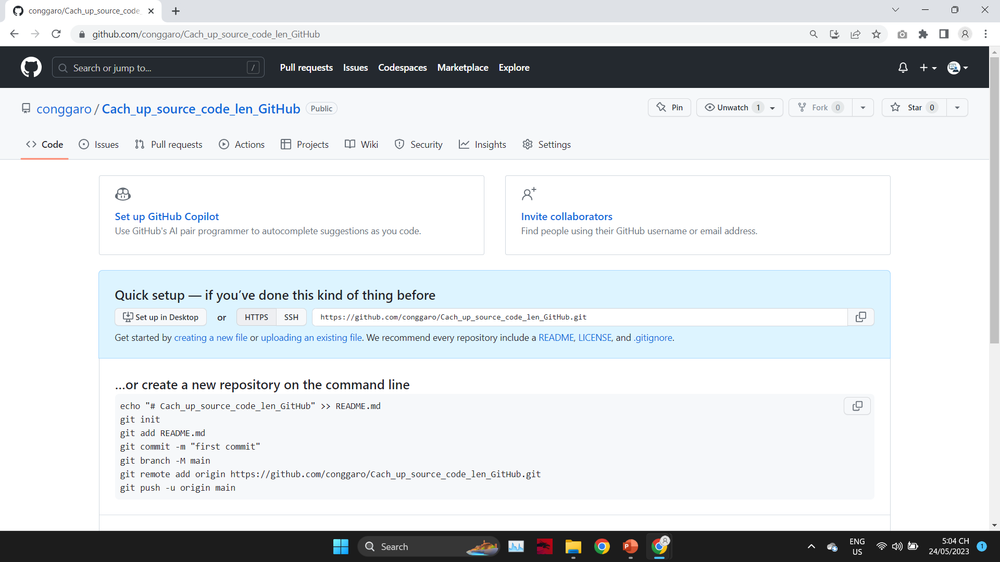 conggaro/Cach_up_source_code_
github.com/conggaro/Cach_up_source_code_len_GitHub
Search or jump to...
/
Pull requests
Issues
Codespaces
Marketplace
Explore
conggaro / Cach_up_source_code_len_GitHub
Public
Pin
Unwatch 1
Fork 0
Star 0
Code
Issues
Pull requests
Actions
Projects
Wiki
Security
Insights
Settings
Set up GitHub Copilot
Use GitHub's AI pair programmer to autocomplete suggestions as you code.
Invite collaborators
Find people using their GitHub username or email address.
Quick setup — if you’ve done this kind of thing before
Set up in Desktop
or
HTTPS
SSH
https://github.com/conggaro/Cach_up_source_code_len_GitHub.git
Get started by creating a new file or uploading an existing file. We recommend every repository include a README, LICENSE, and .gitignore.
…or create a new repository on the command line
echo "# Cach_up_source_code_len_GitHub" >> README.md
git init
git add README.md
git commit -m "first commit"
git branch -M main
git remote add origin https://github.com/conggaro/Cach_up_source_code_len_GitHub.git
git push -u origin main
Search
ENG
US
5:04 CH
24/05/2023
1